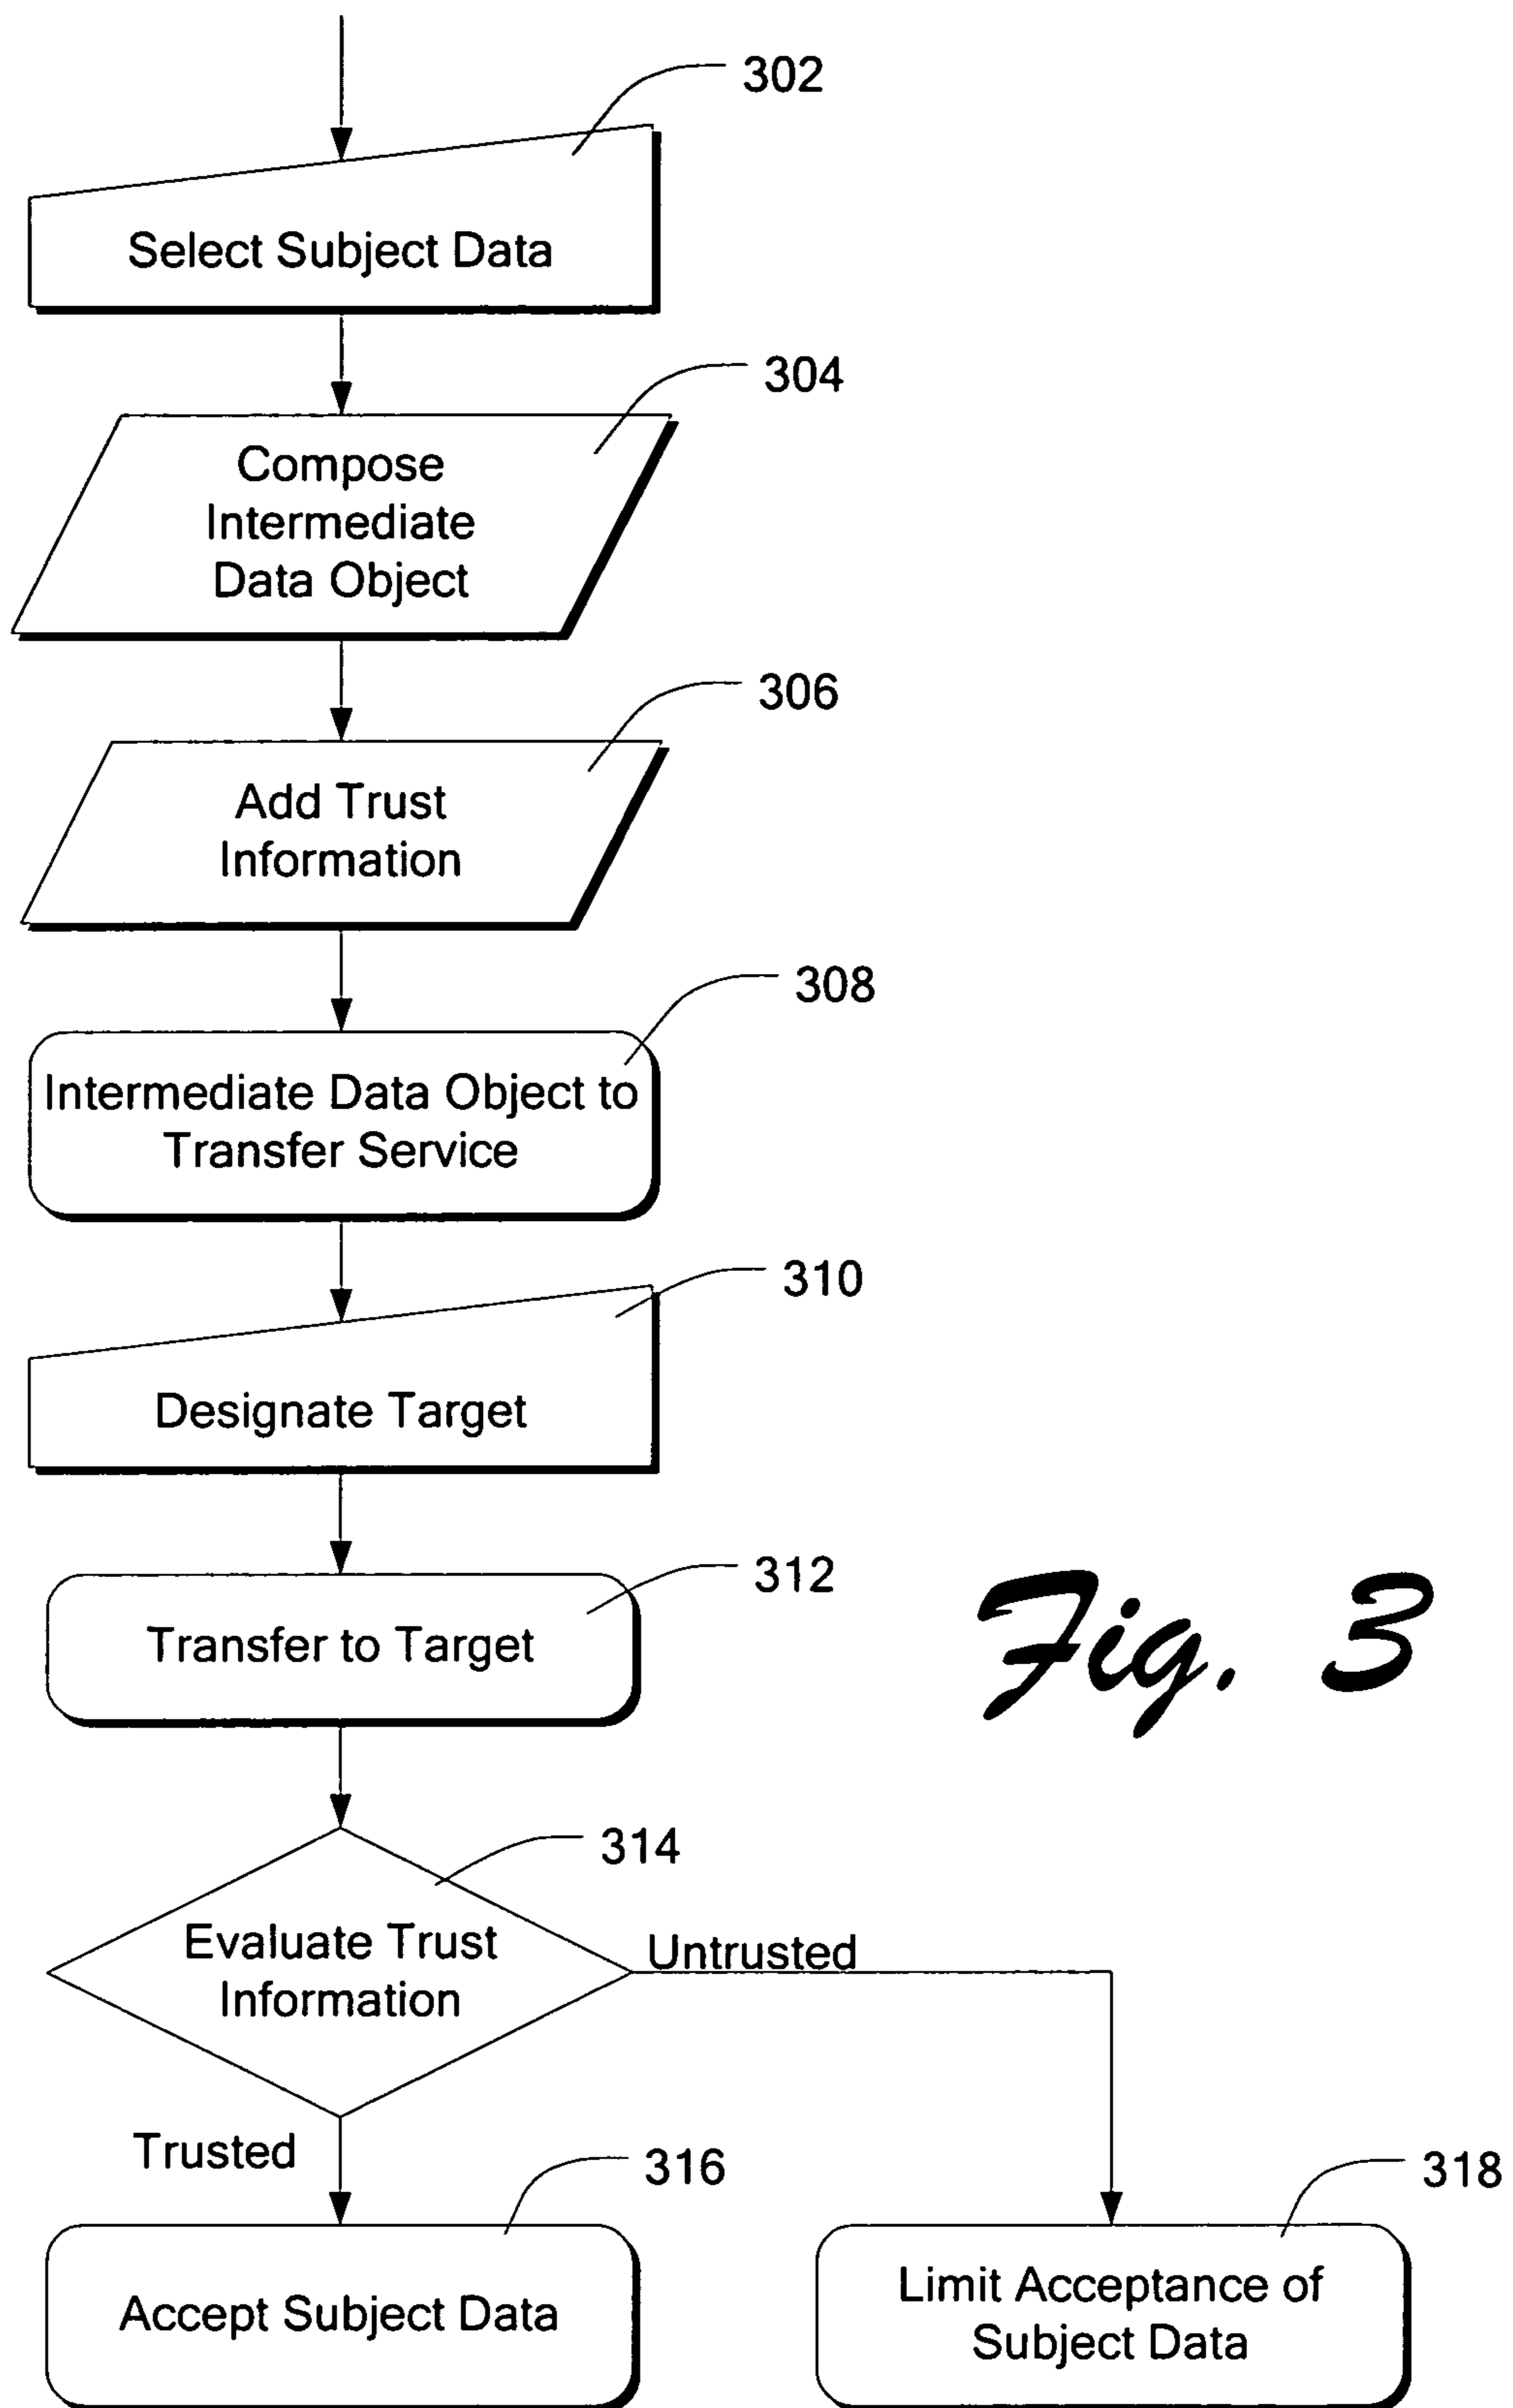 302
Select Subject Data
304
Compose
Intermediate
Data Object
306
Add Trust
Information
308
Intermediate Data Object to
Transfer Service
310
Designate Target
312
Transfer to Target
Fig. 3
314
Evaluate Trust
Information
Untrusted
Trusted
316
Accept Subject Data
318
Limit Acceptance of
Subject Data